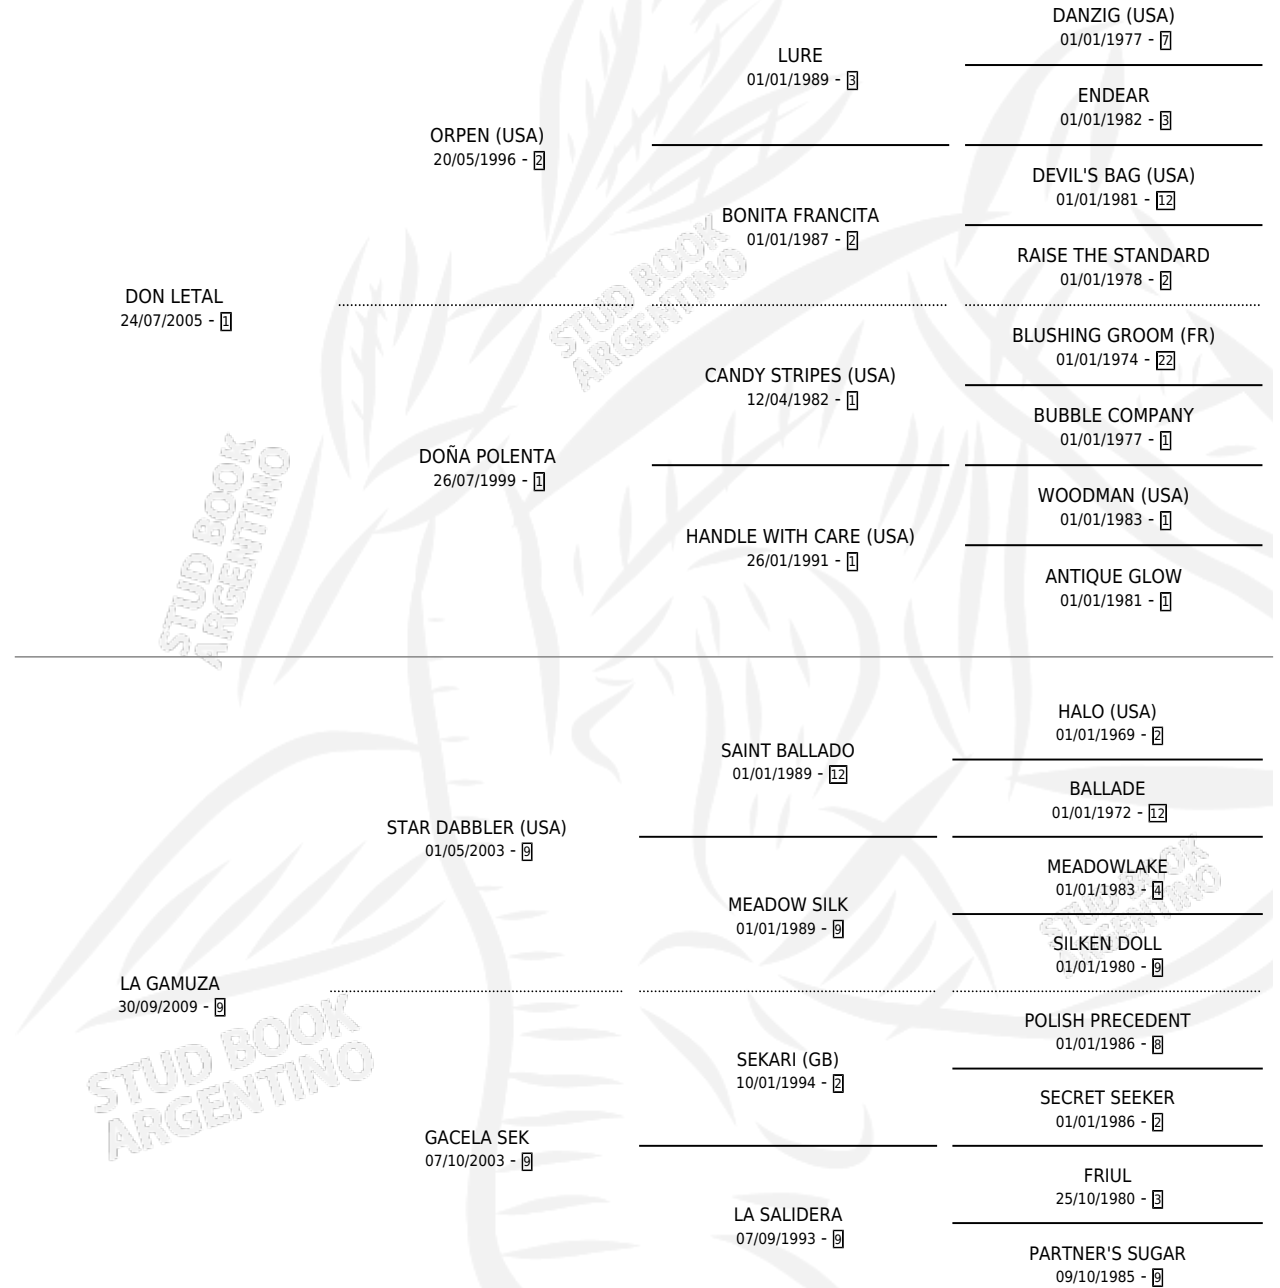 DANZIG (USA)
01/01/1977 - 7
LURE
01/01/1989 - 3
ENDEAR
01/01/1982 - 3
ORPEN (USA)
20/05/1996 - 2
DEVIL'S BAG (USA)
01/01/1981 - 12
BONITA FRANCITA
01/01/1987 - 2
RAISE THE STANDARD
01/01/1978 - 2
DON LETAL
24/07/2005 - 1
STUD BOOK
ARGENTINO
BLUSHING GROOM (FR)
01/01/1974 - 22
CANDY STRIPES (USA)
12/04/1982 - 1
BUBBLE COMPANY
01/01/1977 - 1
DOÑA POLENTA
26/07/1999 - 1
WOODMAN (USA)
01/01/1983 - 1
HANDLE WITH CARE (USA)
26/01/1991 - 1
ANTIQUE GLOW
01/01/1981 - 1
STUD BOOK
ARGENTINO
HALO (USA)
01/01/1969 - 2
SAINT BALLADO
01/01/1989 - 12
BALLADE
01/01/1972 - 12
STAR DABBLER (USA)
01/05/2003 - 9
MEADOWLAKE
01/01/1983 - 4
MEADOW SILK
01/01/1989 - 9
STUD BOOK
ARGENTINO
SILKEN DOLL
01/01/1980 - 9
LA GAMUZA
30/09/2009 - 9
POLISH PRECEDENT
01/01/1986 - 8
SEKARI (GB)
10/01/1994 - 2
STUD BOOK
ARGENTINO
SECRET SEEKER
01/01/1986 - 2
GACELA SEK
07/10/2003 - 9
FRIUL
25/10/1980 - 3
LA SALIDERA
07/09/1993 - 9
PARTNER'S SUGAR
09/10/1985 - 9